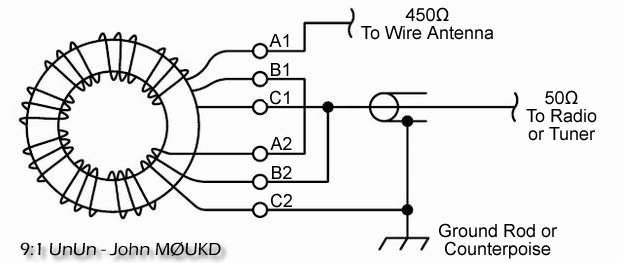 450Ω
To Wire Antenna
A1
B1
C1
50Ω
To Radio
or Tuner
A2
B2
C2
Ground Rod or
Counterpoise
9:1 UnUn - John MØUKD